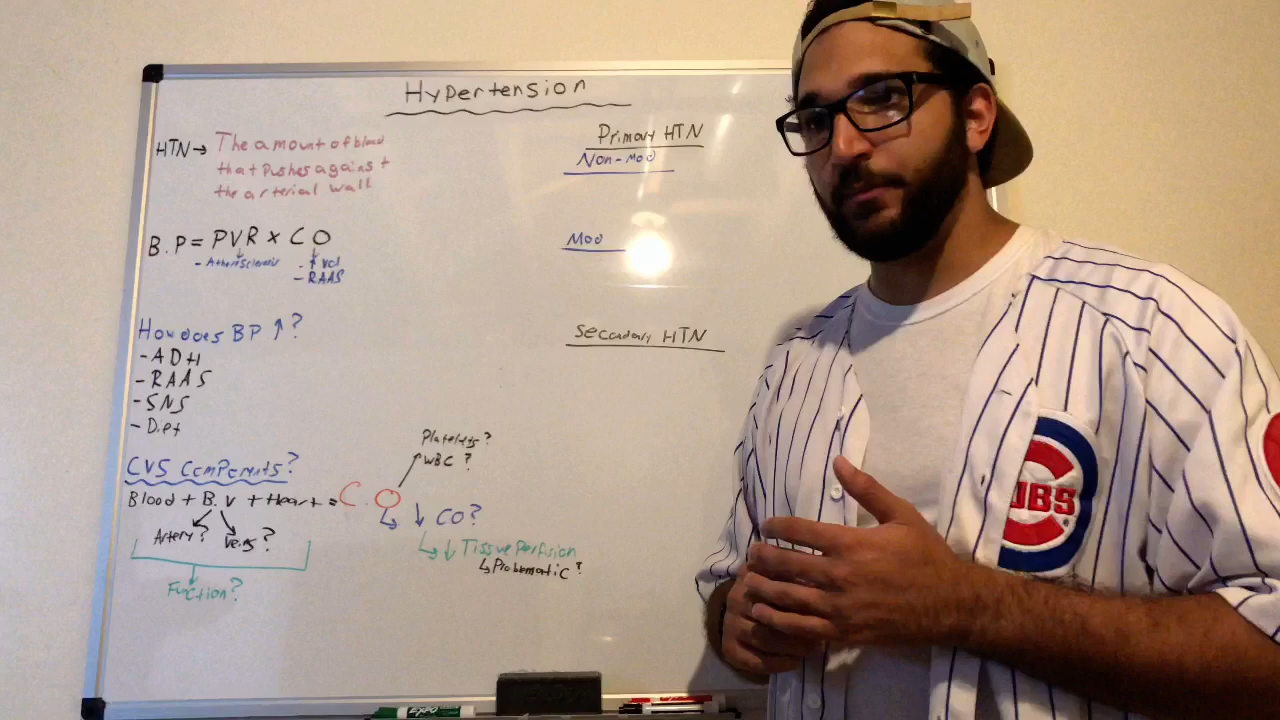 Hypertension
HTN → The amount of blood
that pushes against
the arterial wall
B.P = PVR x CO
- Atherosclerosis
- ↑ vol
- RAAS
How does BP ↑?
- ADH
- RAAS
- SNS
- Diet
CVS Components?
Blood + B.V + Heart = C.O
Artery? Veins?
Function?
Platelets?
WBC?
↓ CO?
↓ Tissue Perfusion
Problematic?
Primary HTN
Non-Mod
Mod
Secondary HTN
EXPO
UBS